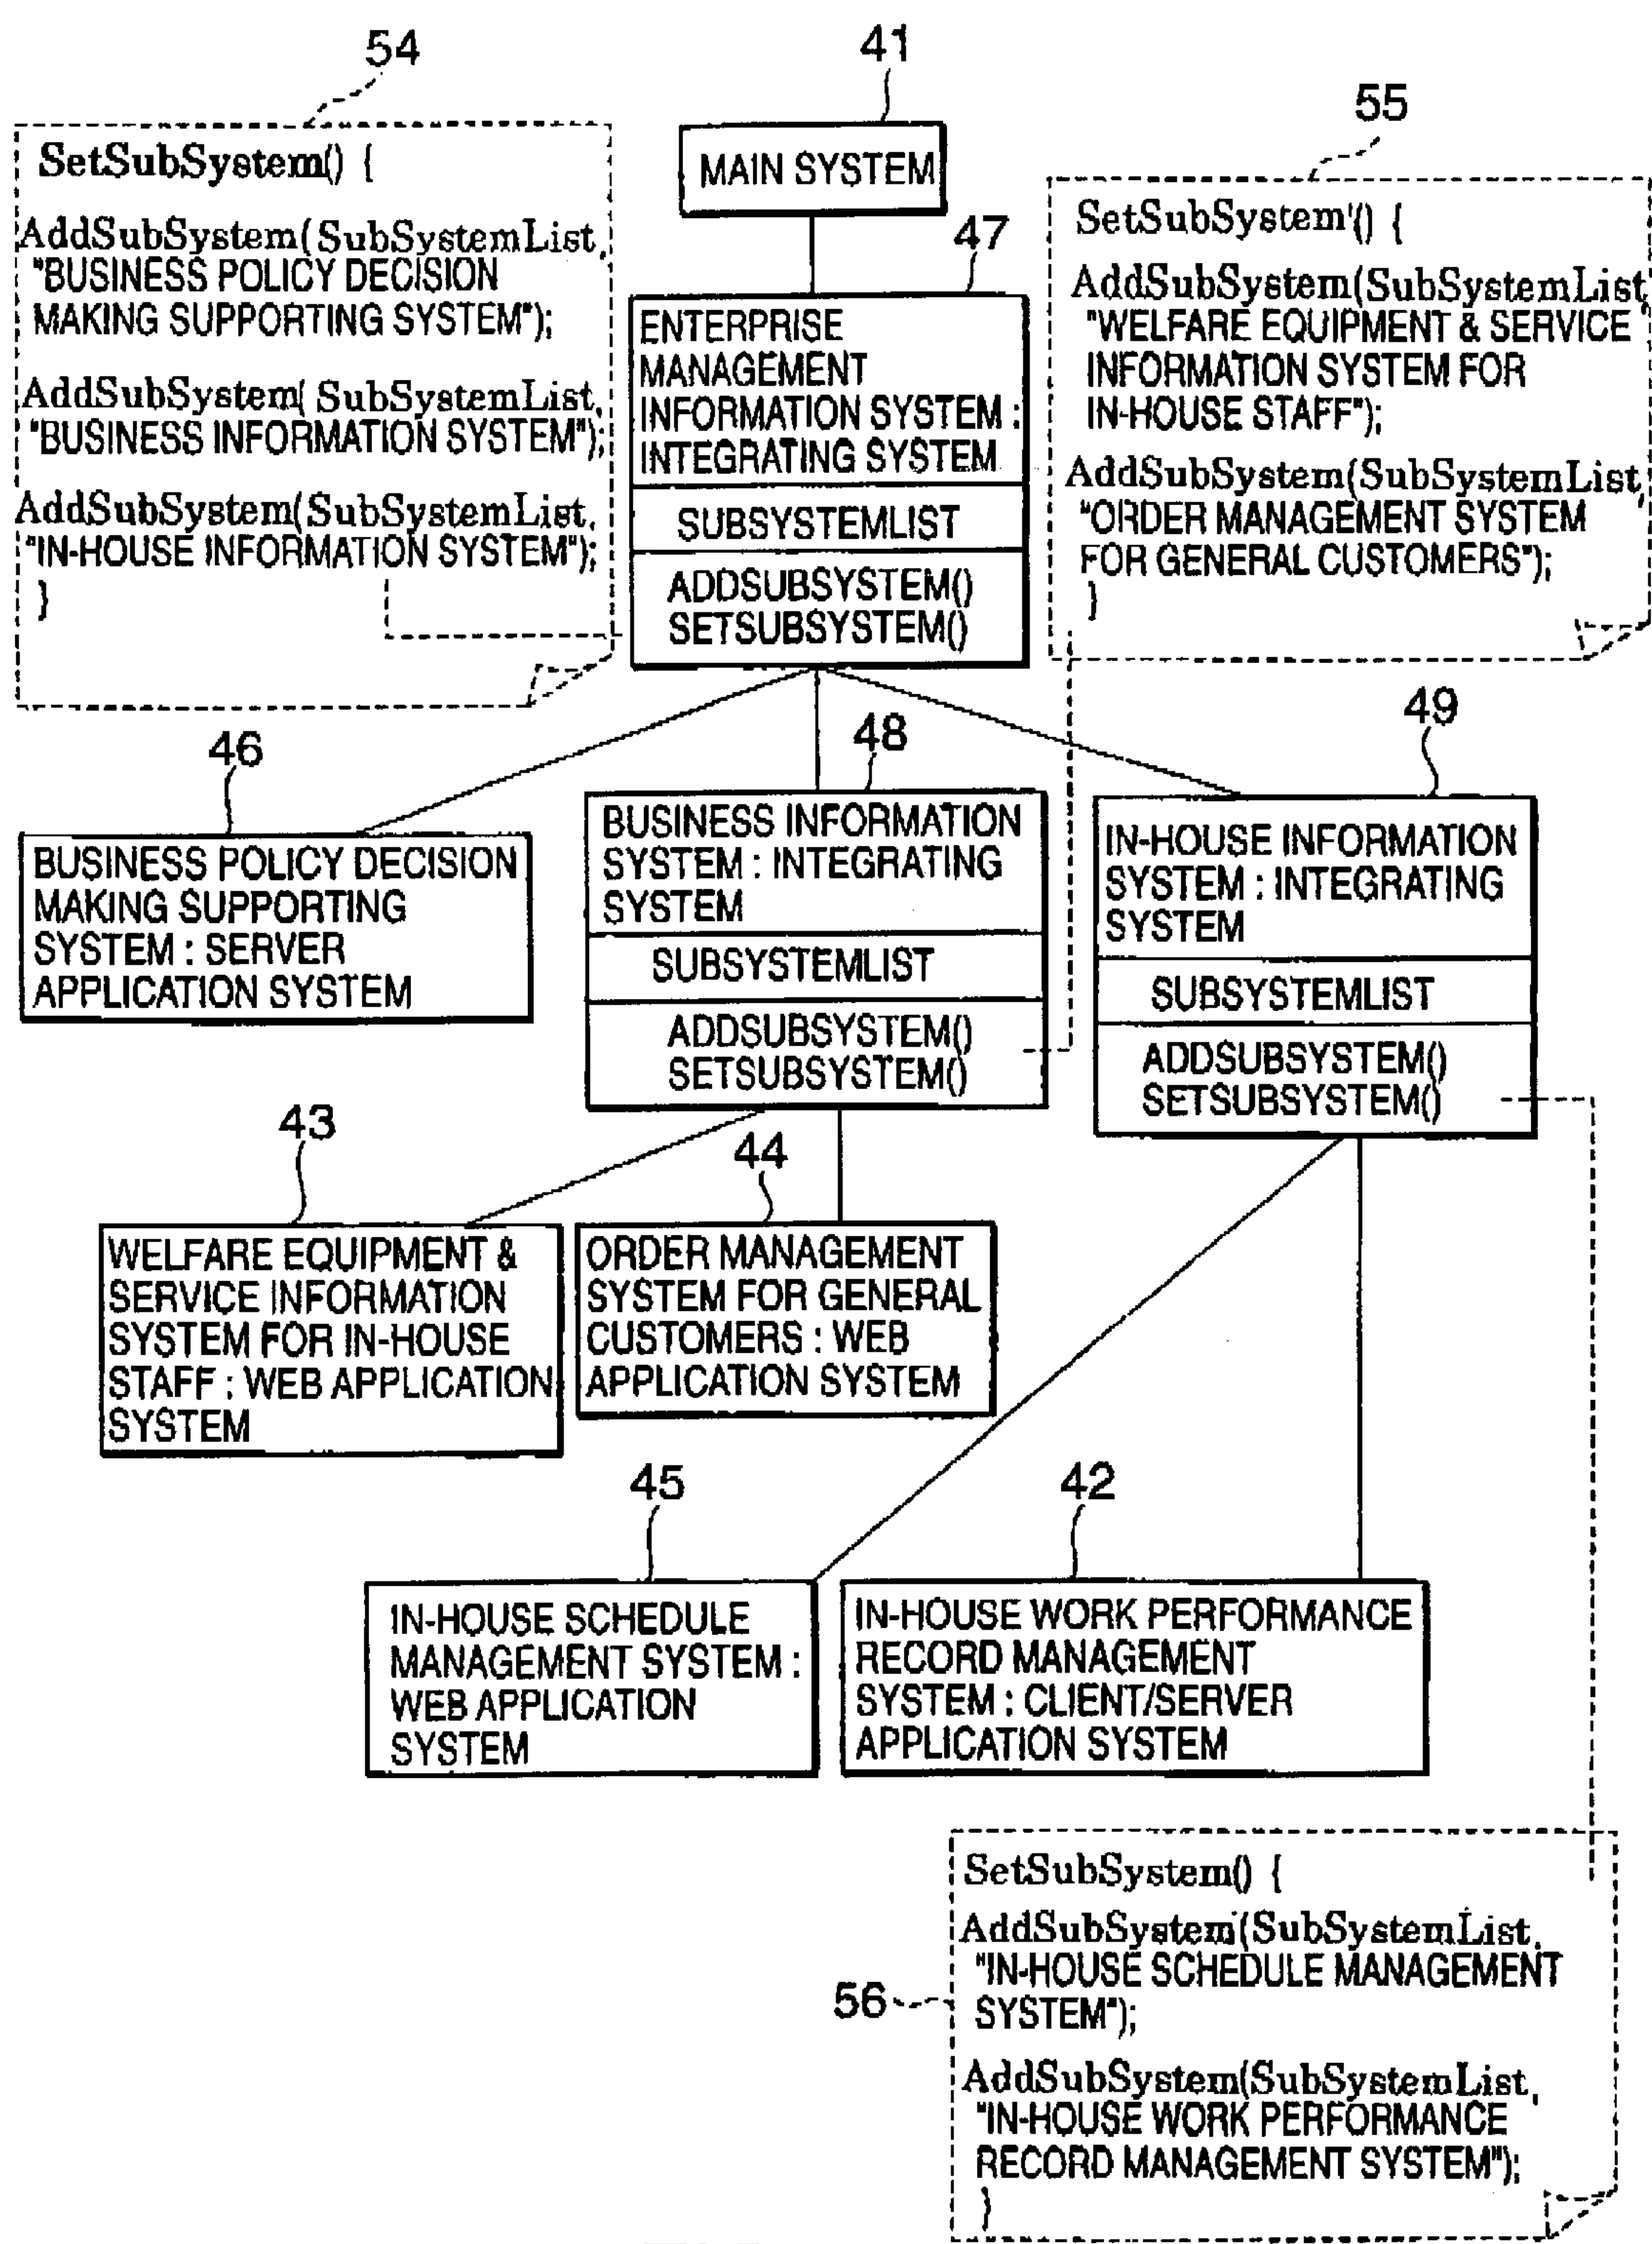 54
SetSubSystem() {
AddSubSystem(SubSystemList,
"BUSINESS POLICY DECISION
MAKING SUPPORTING SYSTEM");
AddSubSystem( SubSystemList,
"BUSINESS INFORMATION SYSTEM");
AddSubSystem(SubSystemList,
"IN-HOUSE INFORMATION SYSTEM");
}
41
MAIN SYSTEM
47
ENTERPRISE
MANAGEMENT
INFORMATION SYSTEM :
INTEGRATING SYSTEM
SUBSYSTEMLIST
ADDSUBSYSTEM()
SETSUBSYSTEM()
55
SetSubSystem'() {
AddSubSystem(SubSystemList,
"WELFARE EQUIPMENT & SERVICE
INFORMATION SYSTEM FOR
IN-HOUSE STAFF");
AddSubSystem(SubSystemList,
"ORDER MANAGEMENT SYSTEM
FOR GENERAL CUSTOMERS");
}
46
BUSINESS POLICY DECISION
MAKING SUPPORTING
SYSTEM : SERVER
APPLICATION SYSTEM
48
BUSINESS INFORMATION
SYSTEM : INTEGRATING
SYSTEM
SUBSYSTEMLIST
ADDSUBSYSTEM()
SETSUBSYSTEM()
49
IN-HOUSE INFORMATION
SYSTEM : INTEGRATING
SYSTEM
SUBSYSTEMLIST
ADDSUBSYSTEM()
SETSUBSYSTEM()
43
WELFARE EQUIPMENT &
SERVICE INFORMATION
SYSTEM FOR IN-HOUSE
STAFF : WEB APPLICATION
SYSTEM
44
ORDER MANAGEMENT
SYSTEM FOR GENERAL
CUSTOMERS : WEB
APPLICATION SYSTEM
45
IN-HOUSE SCHEDULE
MANAGEMENT SYSTEM :
WEB APPLICATION
SYSTEM
42
IN-HOUSE WORK PERFORMANCE
RECORD MANAGEMENT
SYSTEM : CLIENT/SERVER
APPLICATION SYSTEM
56
SetSubSystem() {
AddSubSystem(SubSystemList,
"IN-HOUSE SCHEDULE MANAGEMENT
SYSTEM");
AddSubSystem(SubSystemList,
"IN-HOUSE WORK PERFORMANCE
RECORD MANAGEMENT SYSTEM");
}